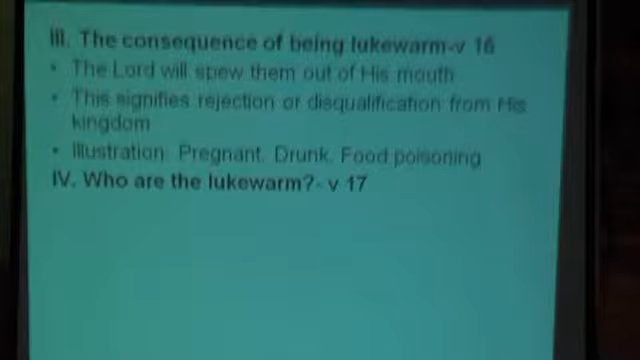 III. The consequence of being lukewarm-v 16
• The Lord will spew them out of His mouth
• This signifies rejection or disqualification from His
kingdom
• Illustration: Pregnant, Drunk, Food poisoning
IV. Who are the lukewarm?- v 17